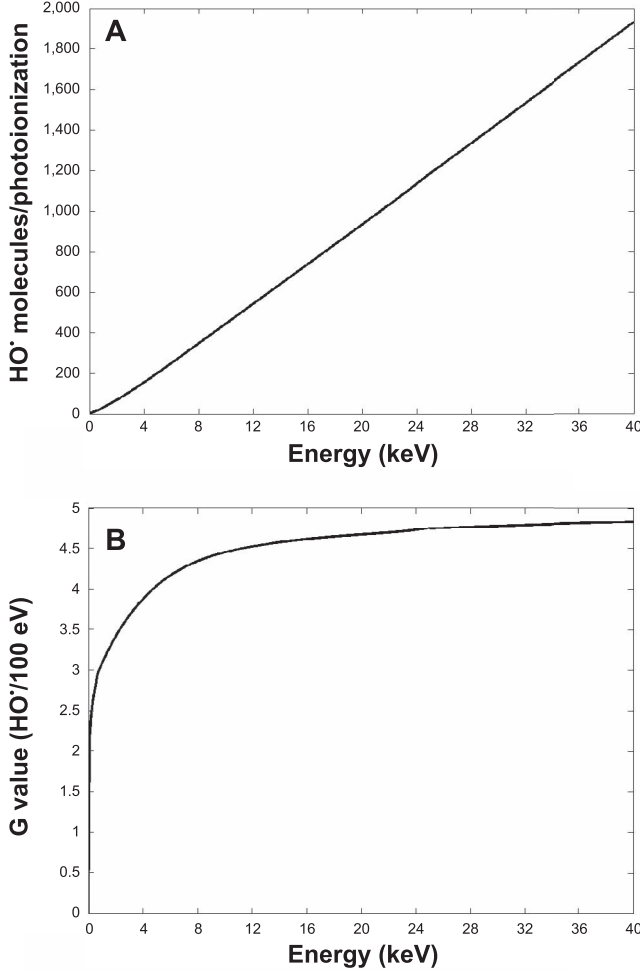 A
2,000
1,800
1,600
1,400
1,200
1,000
800
600
400
200
0
HO• molecules/photoionization
0 4 8 12 16 20 24 28 32 36 40
Energy (keV)
B
5
4.5
4
3.5
3
2.5
2
1.5
1
0.5
0
G value (HO•/100 eV)
0 4 8 12 16 20 24 28 32 36 40
Energy (keV)